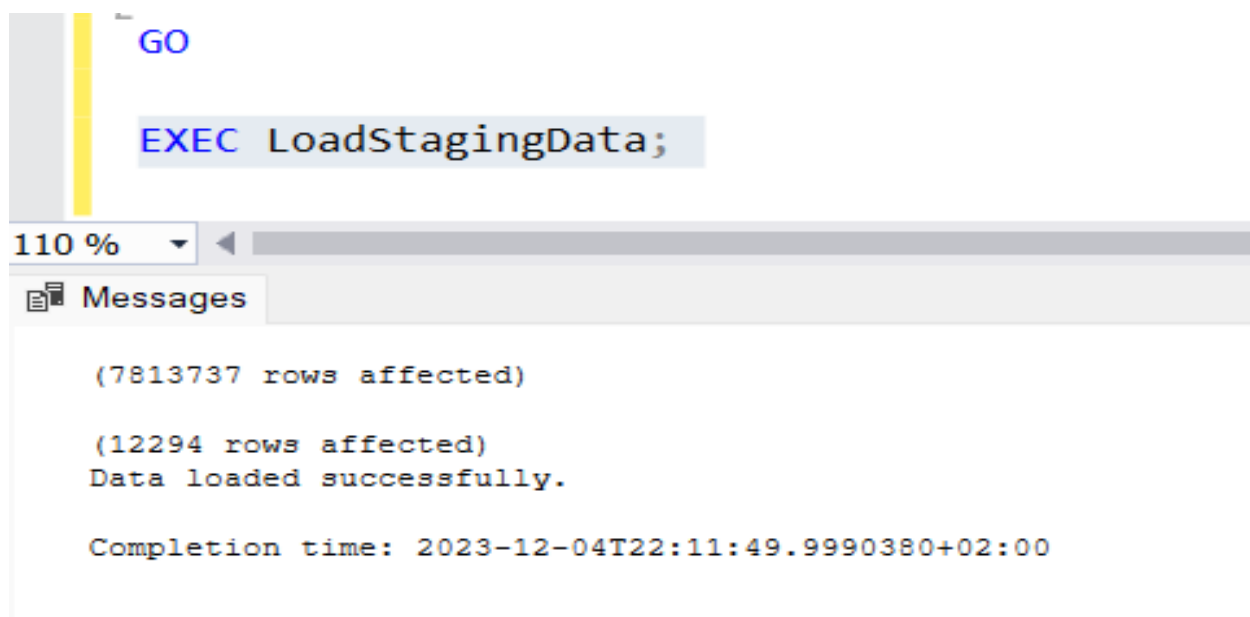 GO
EXEC LoadStagingData;
110 %
Messages
(7813737 rows affected)
(12294 rows affected)
Data loaded successfully.
Completion time: 2023-12-04T22:11:49.9990380+02:00